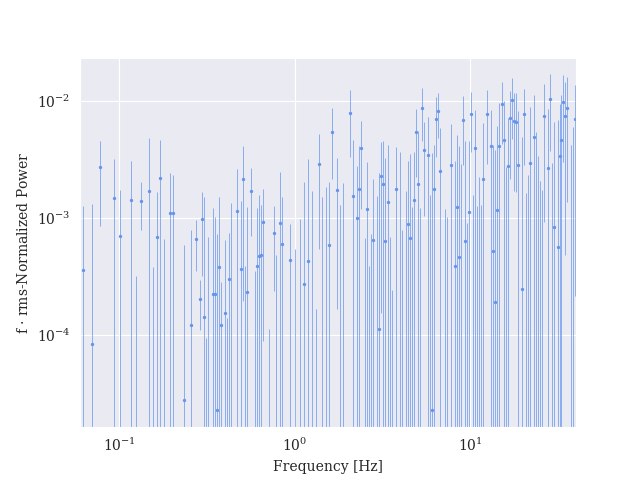 10⁻²
10⁻³
10⁻⁴
f · rms-Normalized Power
10⁻¹ 10⁰ 10¹
Frequency [Hz]